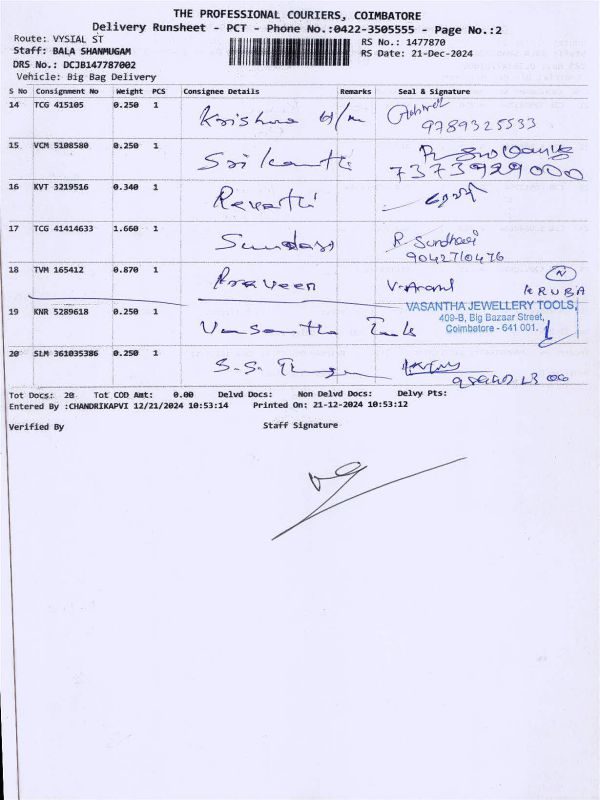 THE PROFESSIONAL COURIERS, COIMBATORE
Delivery Runsheet - PCT - Phone No.:0422-3505555 - Page No.:2
Route: VYSIAL ST
RS No.: 1477870
Staff: BALA SHANMUGAM
RS Date: 21-Dec-2024
DRS No.: DCJB147787002
Vehicle: Big Bag Delivery
S No Consignment No Weight PCS Consignee Details Remarks Seal & Signature
14 TCG 415105 0.250 1 Krishna H/m
9789325533
15 VCM 5108580 0.250 1 Srikanth
7373929000
16 KVT 3219516 0.340 1 Revathi
17 TCG 41414633 1.660 1 Sundari R. Sundhari
9042710476
18 TVM 165412 0.870 1 Praveen V. Arand KRUBA
N
VASANTHA JEWELLERY TOOLS,
409-B, Big Bazaar Street,
Coimbatore - 641 001.
19 KNR 5289618 0.250 1 Vasantha Tools
20 SLM 361035386 0.250 1 S.S.
Tot Docs: 20 Tot COD Amt: 0.00 Delvd Docs: Non Delvd Docs: Delvy Pts:
Entered By :CHANDRIKAPVI 12/21/2024 10:53:14 Printed On: 21-12-2024 10:53:12
Verified By Staff Signature